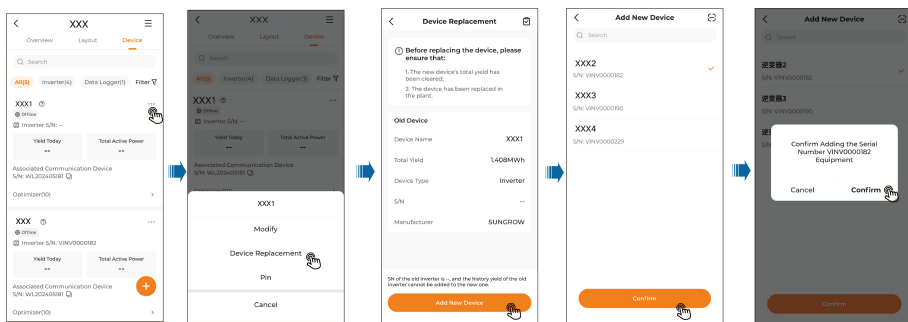 XXX
Overview Layout Device
Search
All(5) Inverter(4) Data Logger(1) Filter
XXX1
Offline
Inverter S/N: --
Yield Today Total Active Power
-- --
Associated Communication Device
S/N: WL202405181
Optimizer(10)
XXX
Offline
Inverter S/N: VINV0000182
Yield Today Total Active Power
-- --
Associated Communication Device
S/N: WL202405181
Optimizer(10)
XXX
Overview Layout Device
Search
All(5) Inverter(4) Data Logger(1) Filter
XXX1
Offline
Inverter S/N: --
Yield Today Total Active Power
-- --
Associated Communication Device
S/N: WL202405181
Optimizer(10)
XXX1
Modify
Device Replacement
Pin
Cancel
Device Replacement
Before replacing the device, please
ensure that:
1. The new device's total yield has
been cleared;
2. The device has been replaced in
the plant.
Old Device
Device Name XXX1
Total Yield 1.408MWh
Device Type Inverter
S/N --
Manufacturer SUNGROW
SN of the old inverter is --, and the history yield of the old
inverter cannot be added to the new one.
Add New Device
Add New Device
Search
XXX2
S/N: VINV0000182
XXX3
S/N: VINV0000190
XXX4
S/N: VINV0000229
Confirm
Add New Device
Search
逆变器2
S/N: VINV0000182
逆变器3
S/N: VINV0000190
Confirm Adding the Serial
Number VINV0000182
Equipment
Cancel Confirm
Confirm